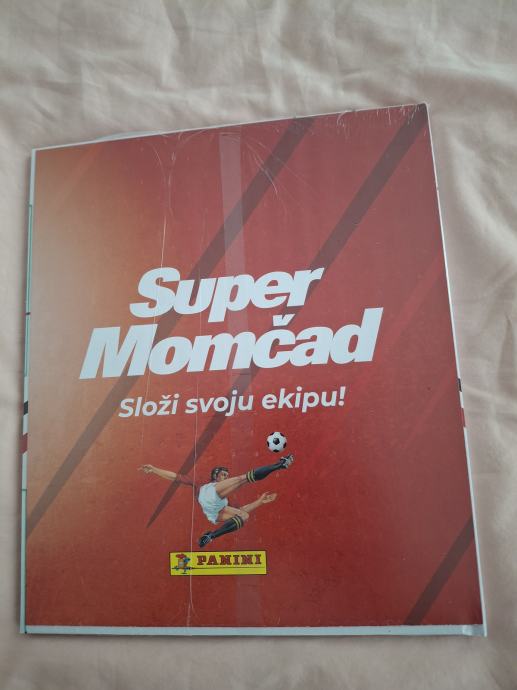 Super
Momčad
Složi svoju ekipu!
PANINI